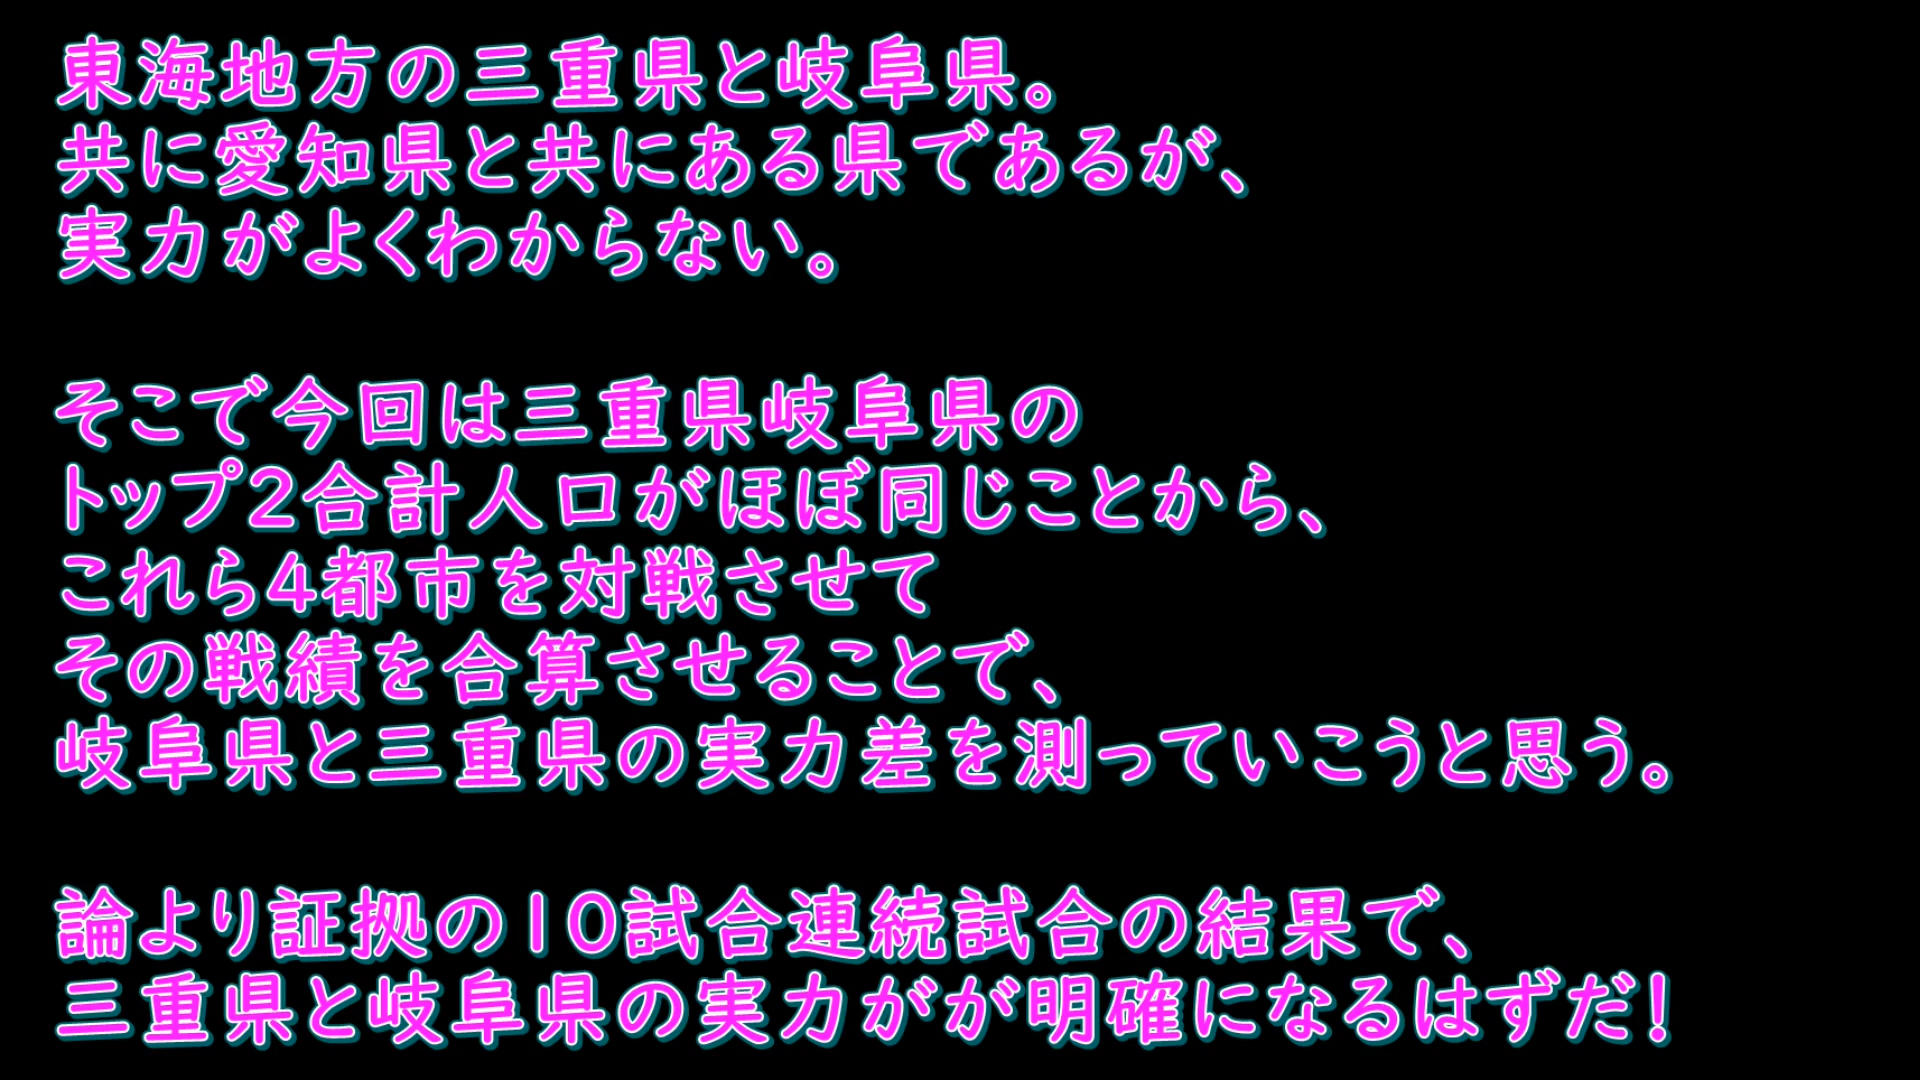 東海地方の三重県と岐阜県。
共に愛知県と共にある県であるが、
実力がよくわからない。
そこで今回は三重県岐阜県の
トップ2合計人口がほぼ同じことから、
これら4都市を対戦させて
その戦績を合算させることで、
岐阜県と三重県の実力差を測っていこうと思う。
論より証拠の10試合連続試合の結果で、
三重県と岐阜県の実力がが明確になるはずだ!